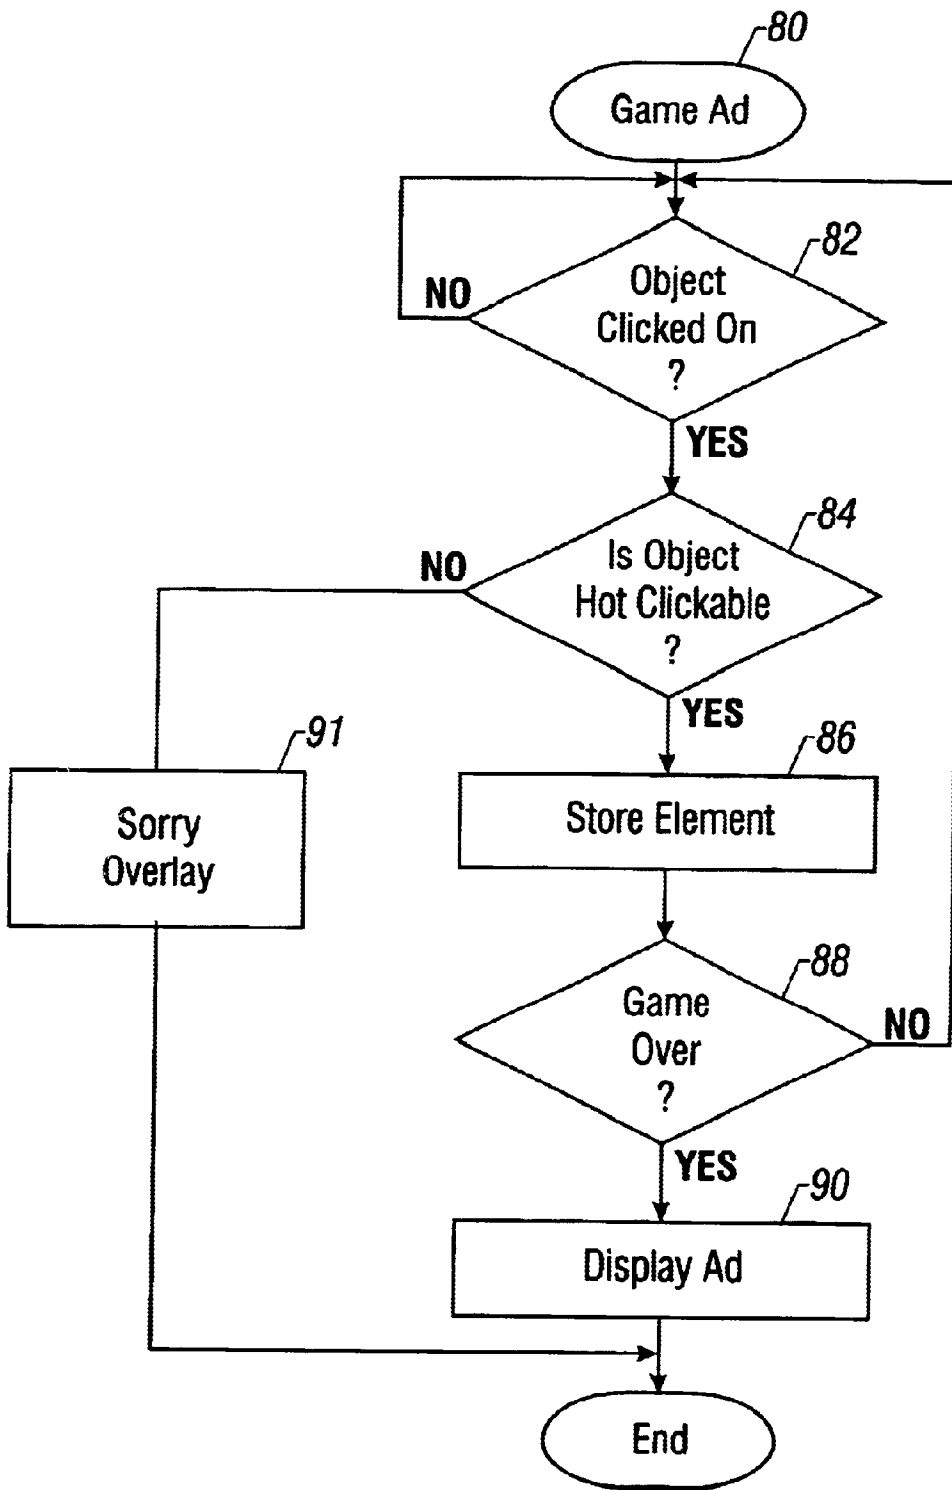 80
Game Ad
82
NO
Object
Clicked On
?
YES
84
NO
Is Object
Hot Clickable
?
YES
91
86
Sorry
Overlay
Store Element
88
Game
Over
?
NO
YES
90
Display Ad
End